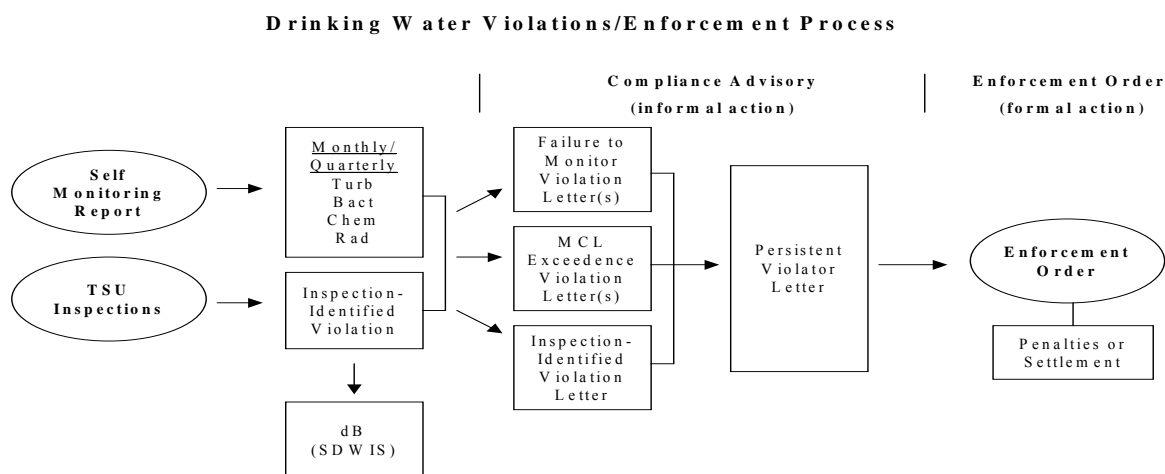 Drinking Water Violations/Enforcement Process
Compliance Advisory
(informal action)
Enforcement Order
(formal action)
Self
Monitoring
Report
TSU
Inspections
Monthly/
Quarterly
Turb
Bact
Chem
Rad
Inspection-
Identified
Violation
dB
(SDWIS)
Failure to
Monitor
Violation
Letter(s)
MCL
Exceedence
Violation
Letter(s)
Inspection-
Identified
Violation
Letter
Persistent
Violator
Letter
Enforcement
Order
Penalties or
Settlement